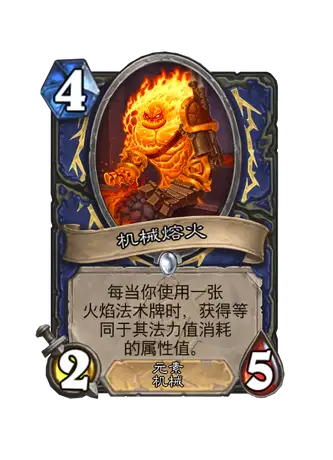 4
机械熔火
每当你使用一张
火焰法术牌时，获得等
同于其法力值消耗
的属性值。
2
元素
机械
5